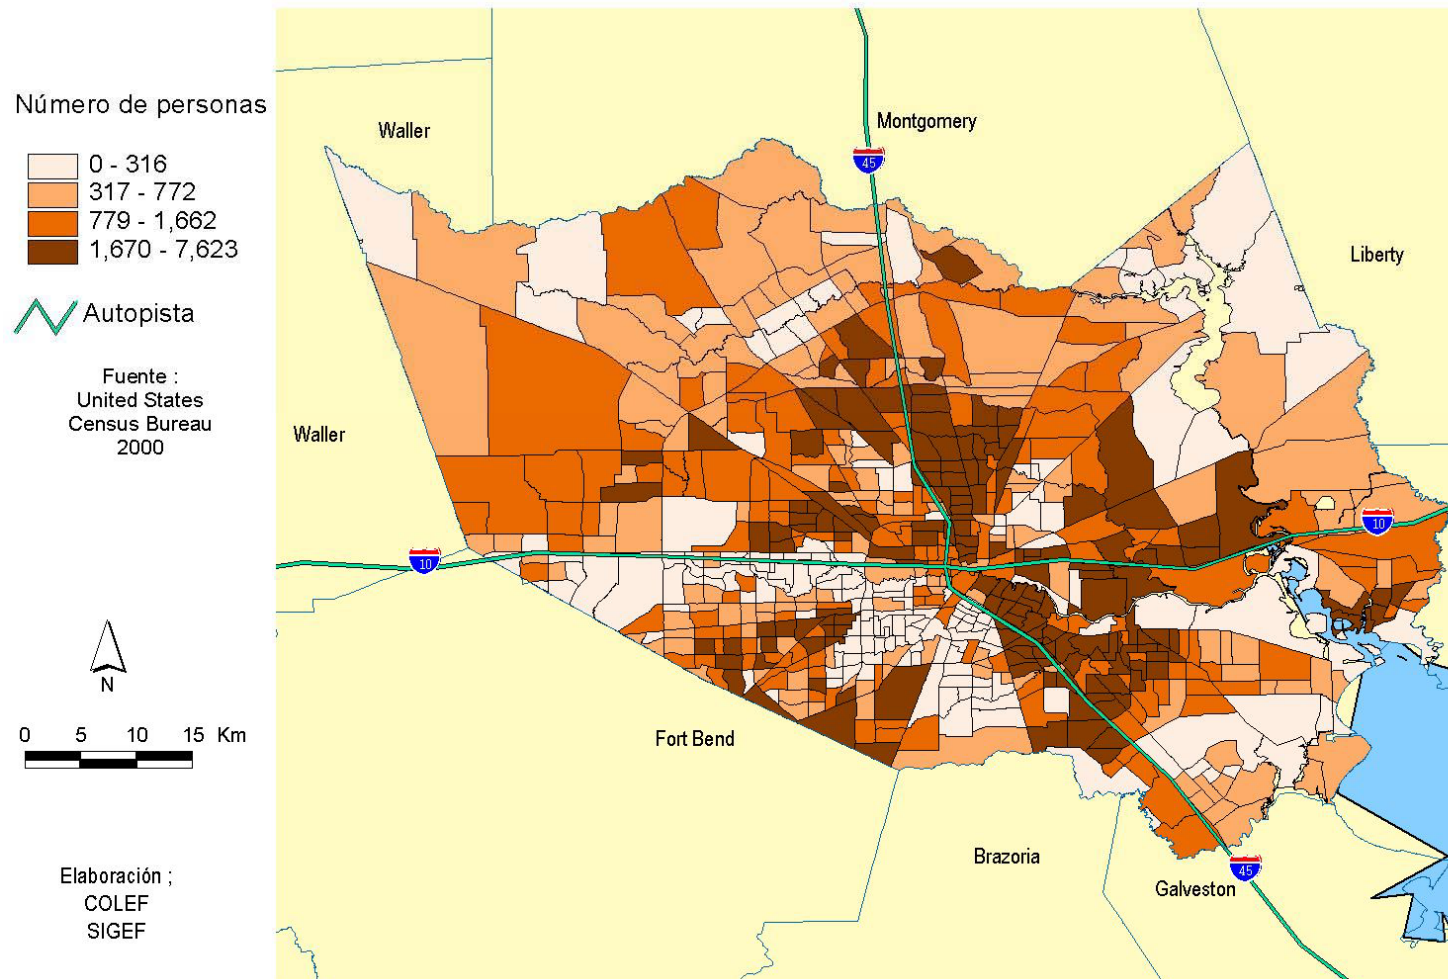 Número de personas
0 - 316
317 - 772
779 - 1,662
1,670 - 7,623
Autopista
Fuente :
United States
Census Bureau
2000
N
0 5 10 15 Km
Elaboración ;
COLEF
SIGEF
Waller
Montgomery
45
Liberty
Waller
10
10
Fort Bend
Brazoria
45
Galveston